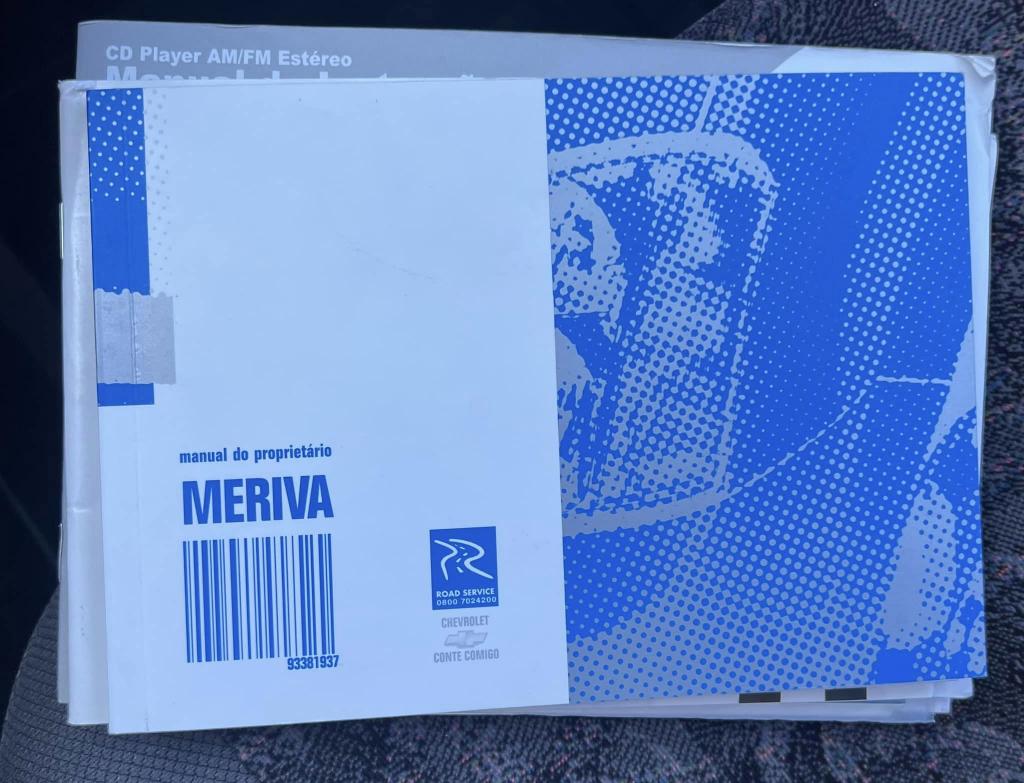 CD Player AM/FM Estéreo
manual do proprietário
MERIVA
93381937
ROAD SERVICE
0800 7024200
CHEVROLET
CONTE COMIGO